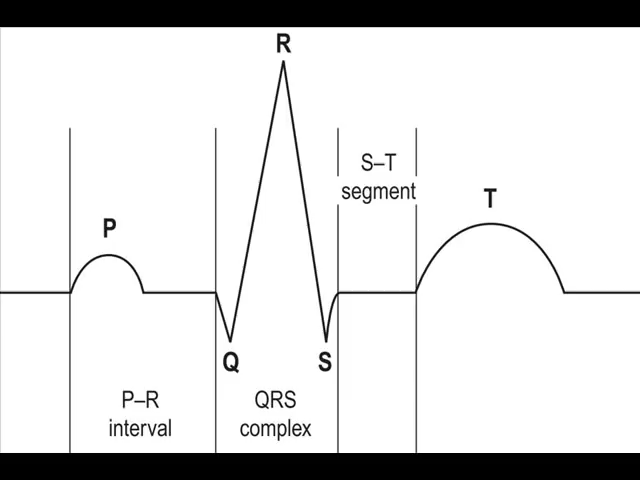 R
S–T
segment
P
T
Q
S
P–R
interval
QRS
complex